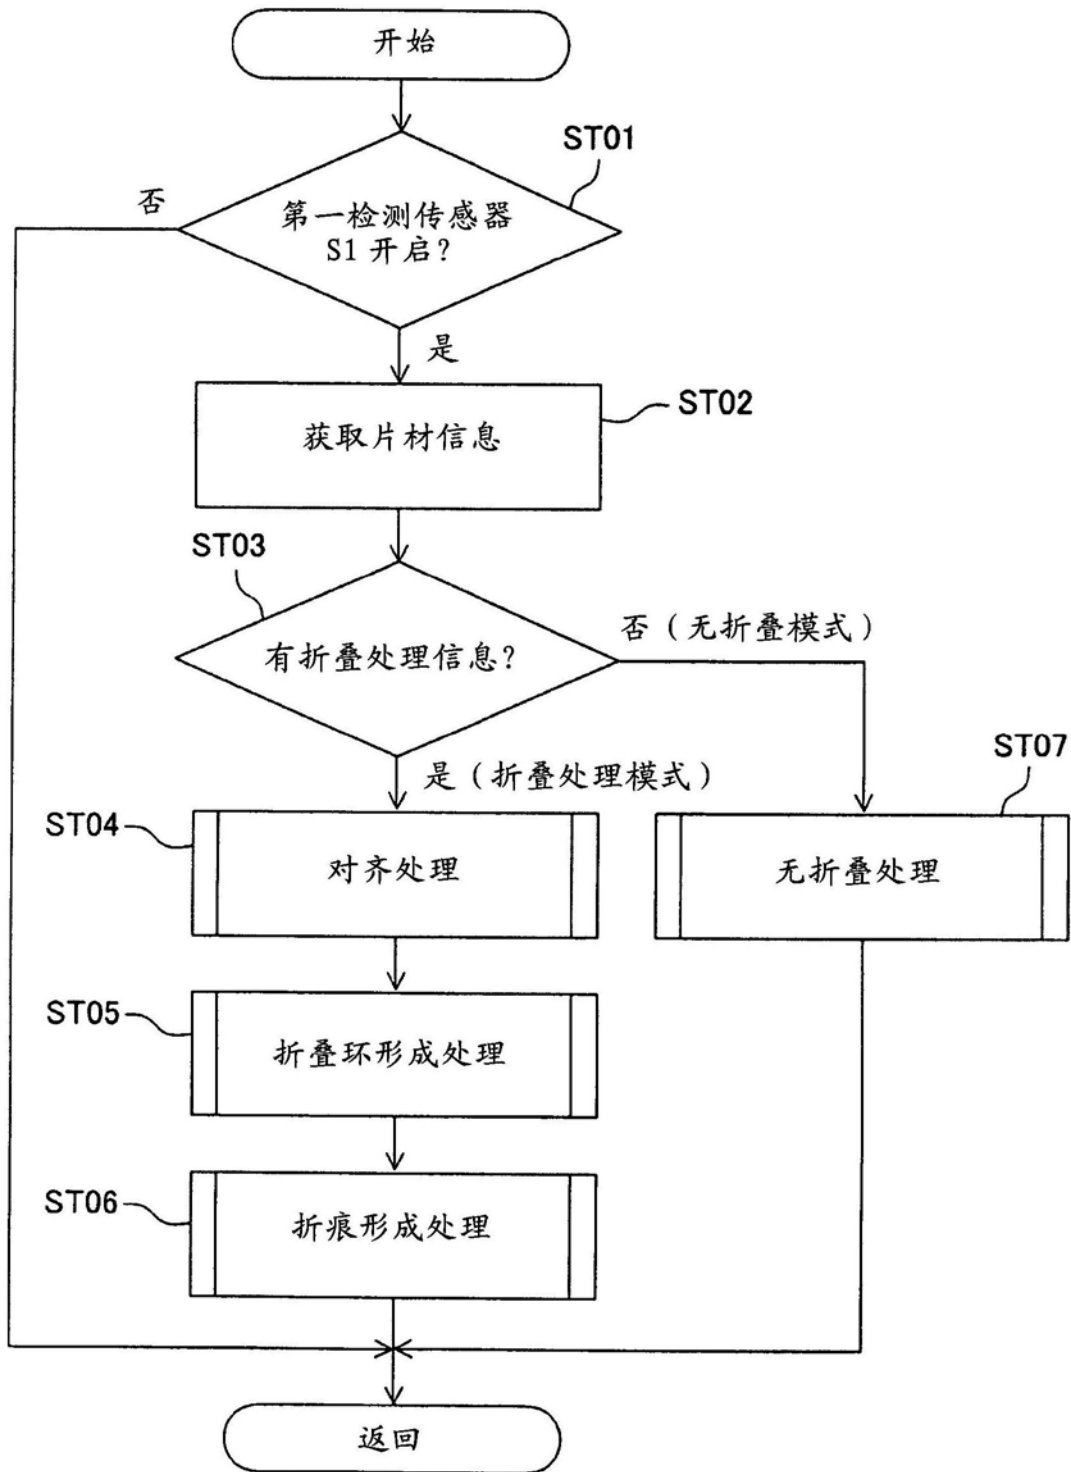 开始
ST01
否
第一检测传感器
S1开启?
是
ST02
获取片材信息
ST03
否(无折叠模式)
有折叠处理信息?
ST07
是(折叠处理模式)
ST04
对齐处理
无折叠处理
ST05
折叠环形成处理
ST06
折痕形成处理
返回